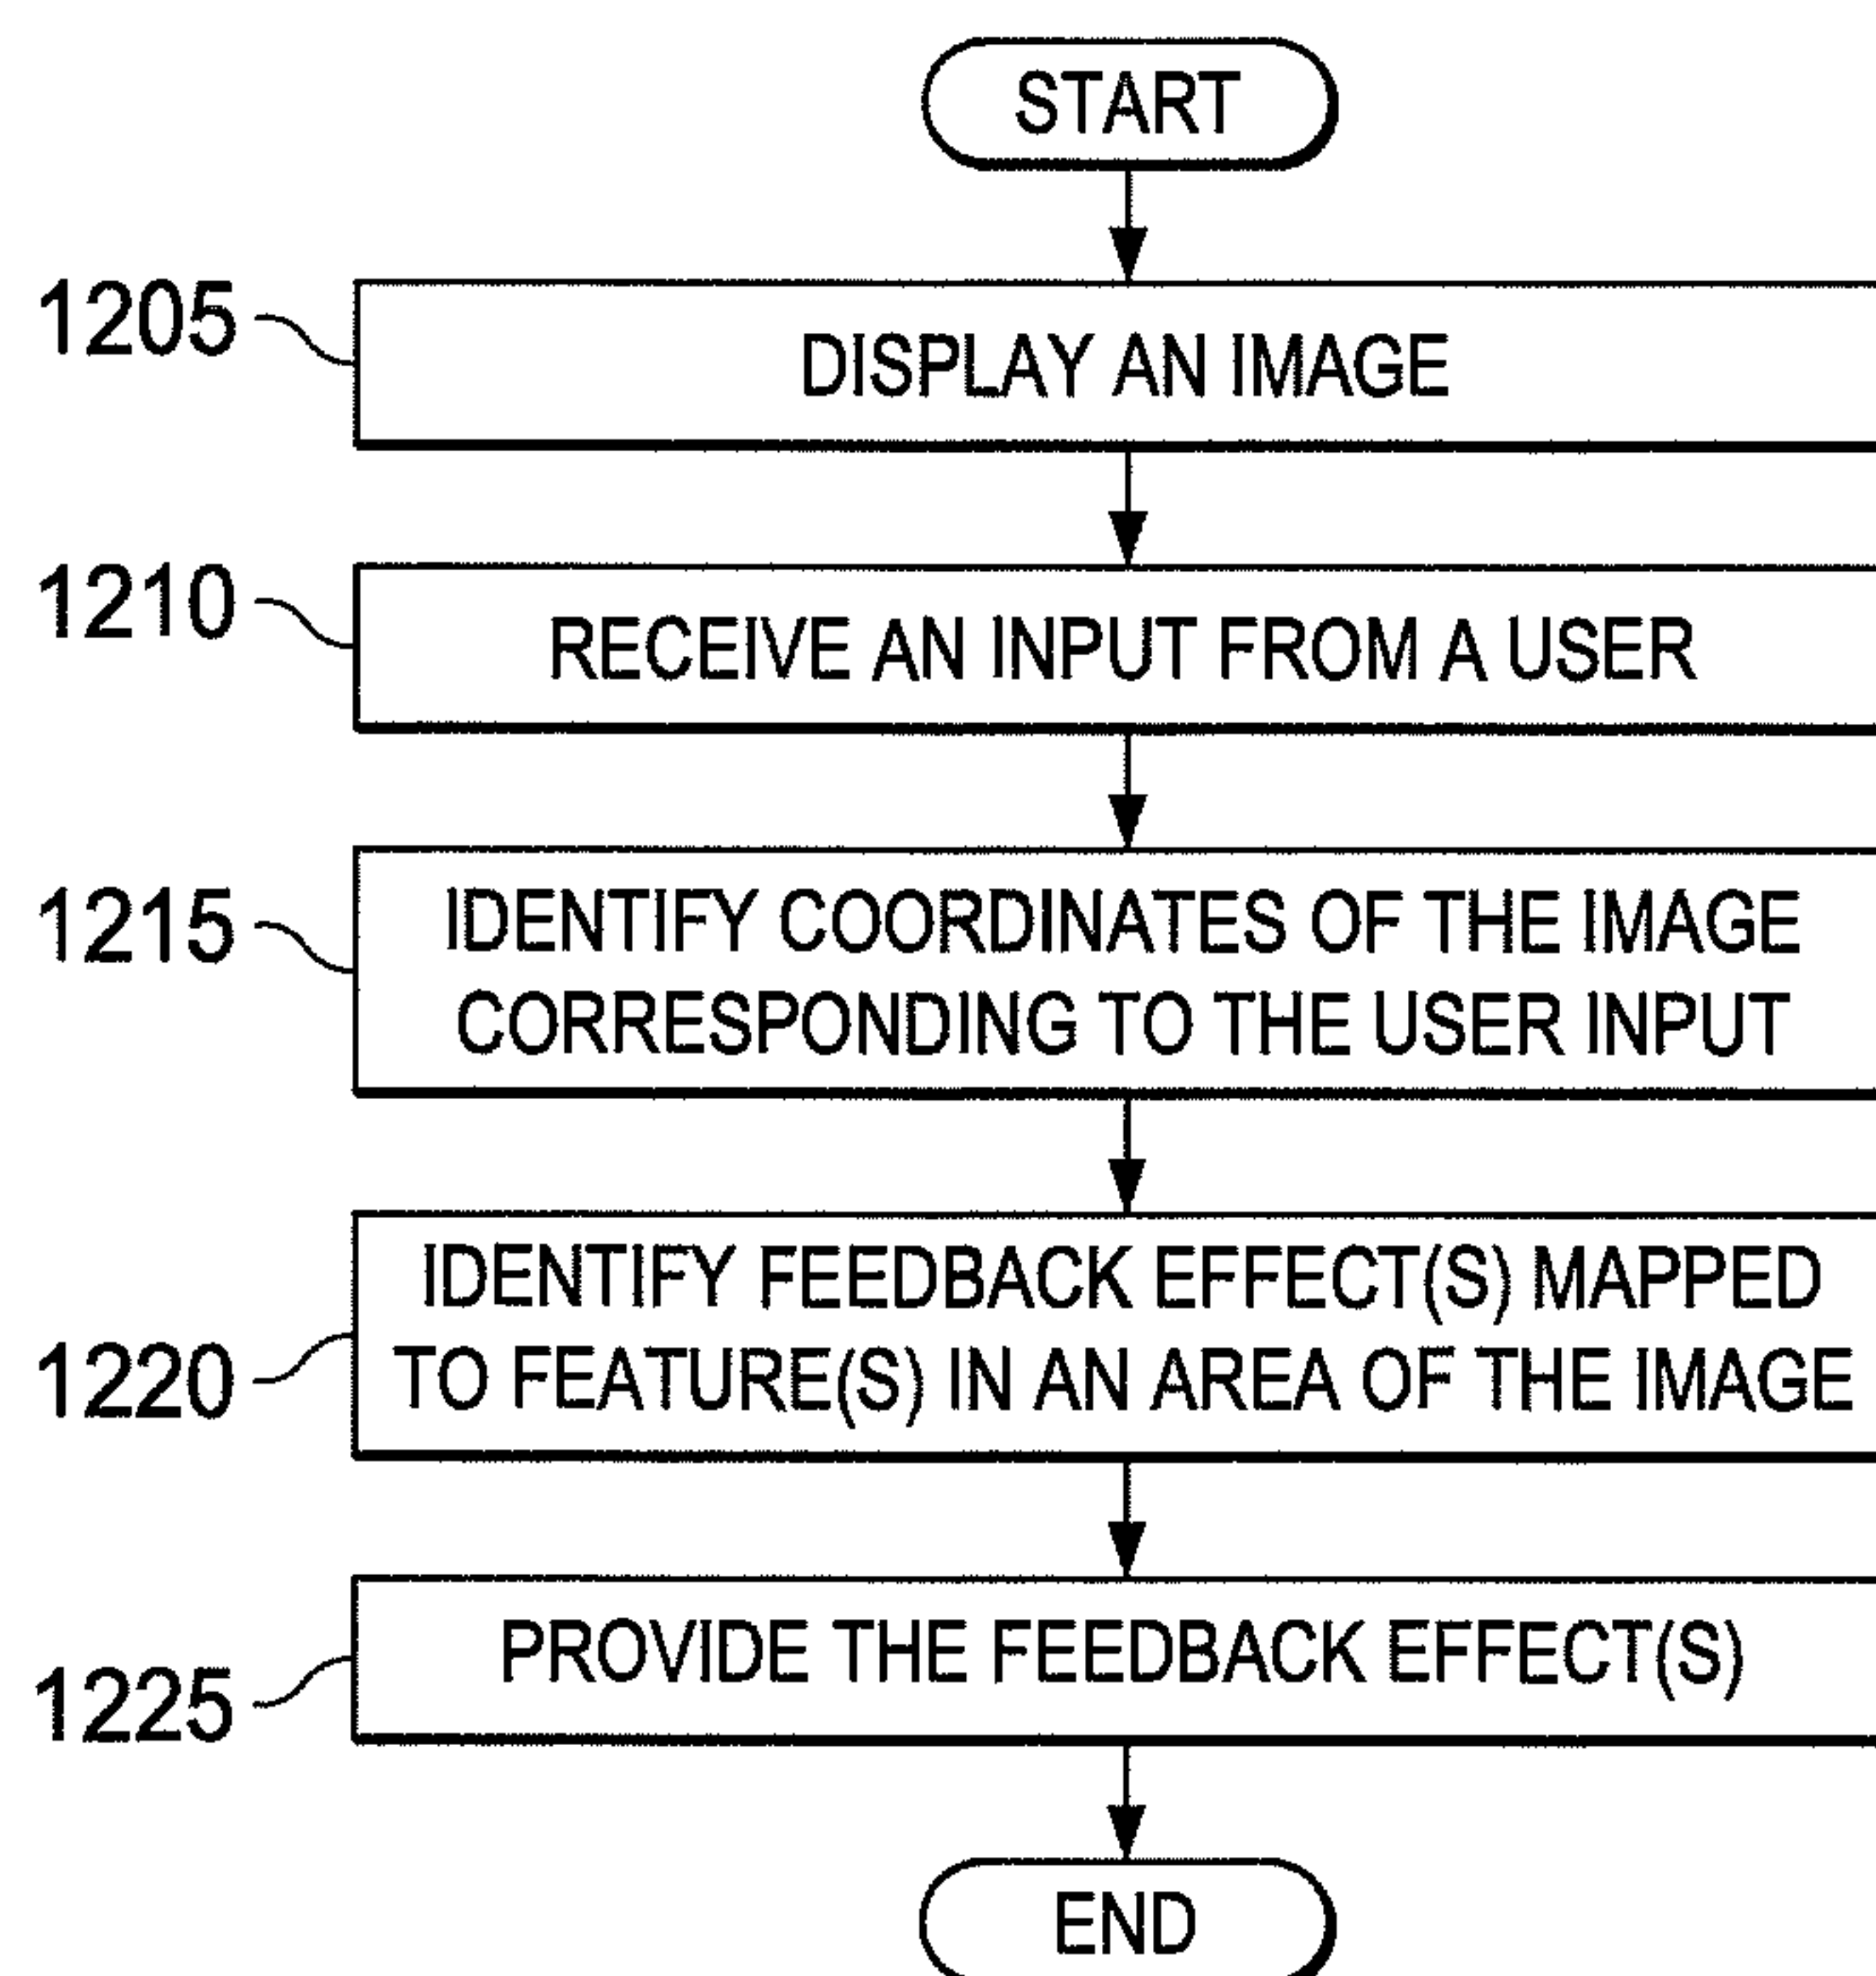 START
1205
DISPLAY AN IMAGE
1210
RECEIVE AN INPUT FROM A USER
1215
IDENTIFY COORDINATES OF THE IMAGE
CORRESPONDING TO THE USER INPUT
1220
IDENTIFY FEEDBACK EFFECT(S) MAPPED
TO FEATURE(S) IN AN AREA OF THE IMAGE
1225
PROVIDE THE FEEDBACK EFFECT(S)
END